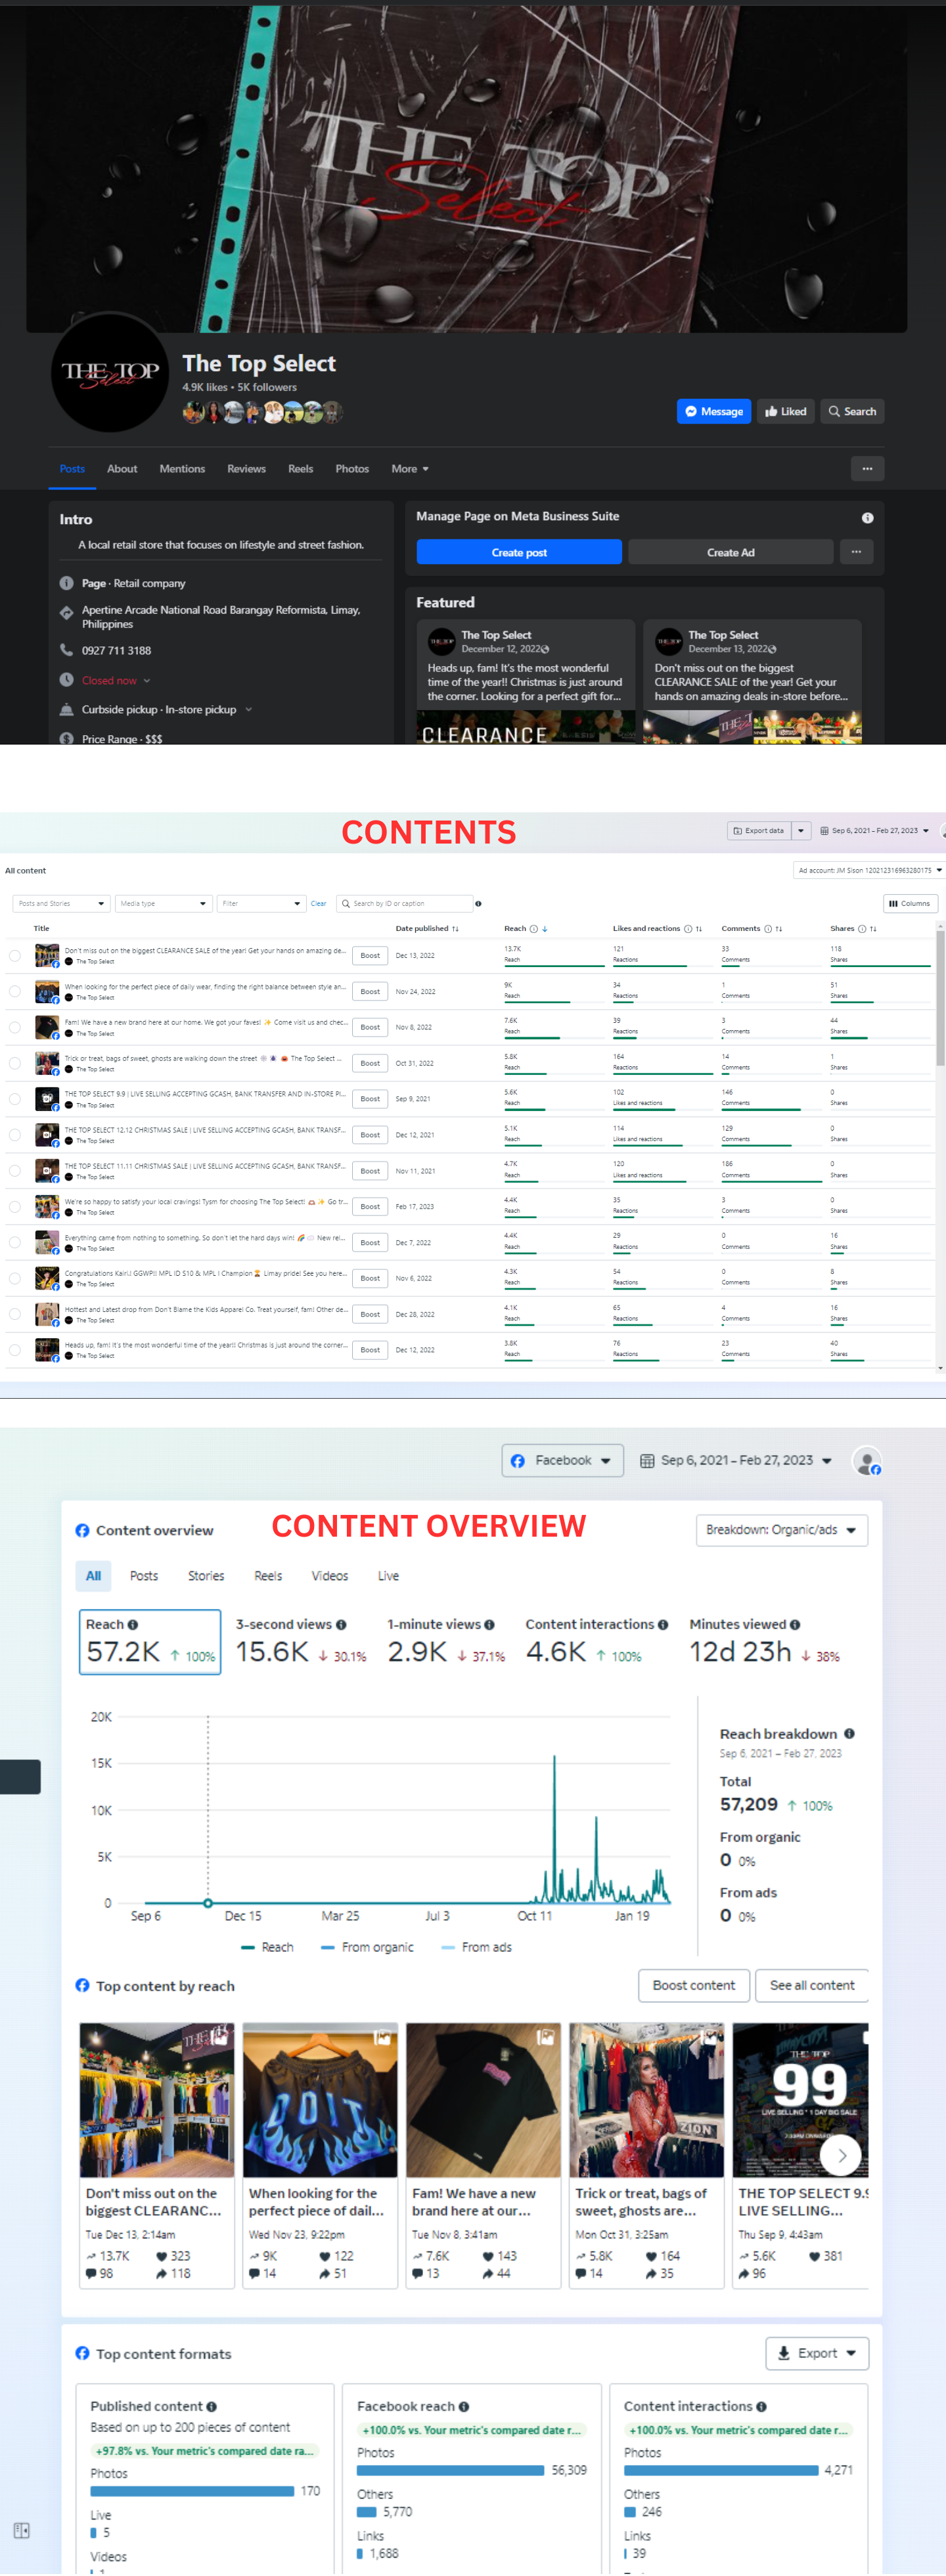 THE TOP
Select
THE TOP
Select
The Top Select
4.9K likes • 5K followers
Message
Liked
Search
Posts
About
Mentions
Reviews
Reels
Photos
More
Intro
A local retail store that focuses on lifestyle and street fashion.
Page · Retail company
Apertine Arcade National Road Barangay Reformista, Limay,
Philippines
0927 711 3188
Closed now
Curbside pickup · In-store pickup
Price Range · $$$
Manage Page on Meta Business Suite
Create post
Create Ad
Featured
The Top Select
December 12, 2022
Heads up, fam! It's the most wonderful
time of the year!! Christmas is just around
the corner. Looking for a perfect gift for...
CLEARANCE
The Top Select
December 13, 2022
Don't miss out on the biggest
CLEARANCE SALE of the year! Get your
hands on amazing deals in-store before...
CONTENTS
Export data
Sep 6, 2021 – Feb 27, 2023
All content
Ad account: JM Sison 120212316963280175
Posts and Stories
Media type
Filter
Clear
Search by ID or caption
Columns
Title
Date published
Reach
Likes and reactions
Comments
Shares
Don't miss out on the biggest CLEARANCE SALE of the year! Get your hands on amazing de...
The Top Select
Boost
Dec 13, 2022
13.7K
Reach
121
Reactions
33
Comments
118
Shares
When looking for the perfect piece of daily wear, finding the right balance between style an...
The Top Select
Boost
Nov 24, 2022
9K
Reach
34
Reactions
1
Comments
51
Shares
Fam! We have a new brand here at our home. We got your faves! ✨ Come visit us and chec...
The Top Select
Boost
Nov 8, 2022
7.6K
Reach
39
Reactions
3
Comments
44
Shares
Trick or treat, bags of sweet, ghosts are walking down the street The Top Select ...
The Top Select
Boost
Oct 31, 2022
5.8K
Reach
164
Reactions
14
Comments
1
Shares
THE TOP SELECT 9.9 | LIVE SELLING ACCEPTING GCASH, BANK TRANSFER AND IN-STORE PI...
The Top Select
Boost
Sep 9, 2021
5.6K
Reach
102
Likes and reactions
146
Comments
0
Shares
THE TOP SELECT 12.12 CHRISTMAS SALE | LIVE SELLING ACCEPTING GCASH, BANK TRANSF...
The Top Select
Boost
Dec 12, 2021
5.1K
Reach
114
Likes and reactions
129
Comments
0
Shares
THE TOP SELECT 11.11 CHRISTMAS SALE | LIVE SELLING ACCEPTING GCASH, BANK TRANSF...
The Top Select
Boost
Nov 11, 2021
4.7K
Reach
120
Likes and reactions
186
Comments
0
Shares
We're so happy to satisfy your local cravings! Tysm for choosing The Top Select! ✨ Go tr...
The Top Select
Boost
Feb 17, 2023
4.4K
Reach
35
Reactions
3
Comments
0
Shares
Everything came from nothing to something. So don't let the hard days win! New rel...
The Top Select
Boost
Dec 7, 2022
4.4K
Reach
29
Reactions
0
Comments
16
Shares
Congratulations Kairi.! GGWP!! MPL ID S10 & MPL I Champion🏆 Limay pride! See you here...
The Top Select
Boost
Nov 6, 2022
4.3K
Reach
54
Reactions
0
Comments
8
Shares
Hottest and Latest drop from Don't Blame the Kids Apparel Co. Treat yourself, fam! Other de...
The Top Select
Boost
Dec 28, 2022
4.1K
Reach
65
Reactions
4
Comments
16
Shares
Heads up, fam! It's the most wonderful time of the year!! Christmas is just around the corner...
The Top Select
Boost
Dec 12, 2022
3.8K
Reach
76
Reactions
23
Comments
40
Shares
Facebook
Sep 6, 2021 – Feb 27, 2023
Content overview
CONTENT OVERVIEW
Breakdown: Organic/ads
All
Posts
Stories
Reels
Videos
Live
Reach
57.2K ↑ 100%
3-second views
15.6K ↓ 30.1%
1-minute views
2.9K ↓ 37.1%
Content interactions
4.6K ↑ 100%
Minutes viewed
12d 23h ↓ 38%
20K
15K
10K
5K
0
Sep 6
Dec 15
Mar 25
Jul 3
Oct 11
Jan 19
Reach
From organic
From ads
Reach breakdown
Sep 6, 2021 – Feb 27, 2023
Total
57,209 ↑ 100%
From organic
0 0%
From ads
0 0%
Top content by reach
Boost content
See all content
DOIT
ZION
THE TOP
99
LIVE SELLING * 1 DAY BIG SALE
Don't miss out on the
biggest CLEARANC...
Tue Dec 13, 2:14am
13.7K
323
98
118
When looking for the
perfect piece of dail...
Wed Nov 23, 9:22pm
9K
122
14
51
Fam! We have a new
brand here at our...
Tue Nov 8, 3:41am
7.6K
143
13
44
Trick or treat, bags of
sweet, ghosts are...
Mon Oct 31, 3:25am
5.8K
164
14
35
THE TOP SELECT 9.9
LIVE SELLING...
Thu Sep 9, 4:43am
5.6K
381
96
Top content formats
Export
Published content
Based on up to 200 pieces of content
+97.8% vs. Your metric's compared date ra...
Photos
170
Live
5
Videos
1
Facebook reach
+100.0% vs. Your metric's compared date r...
Photos
56,309
Others
5,770
Links
1,688
Content interactions
+100.0% vs. Your metric's compared date r...
Photos
4,271
Others
246
Links
39